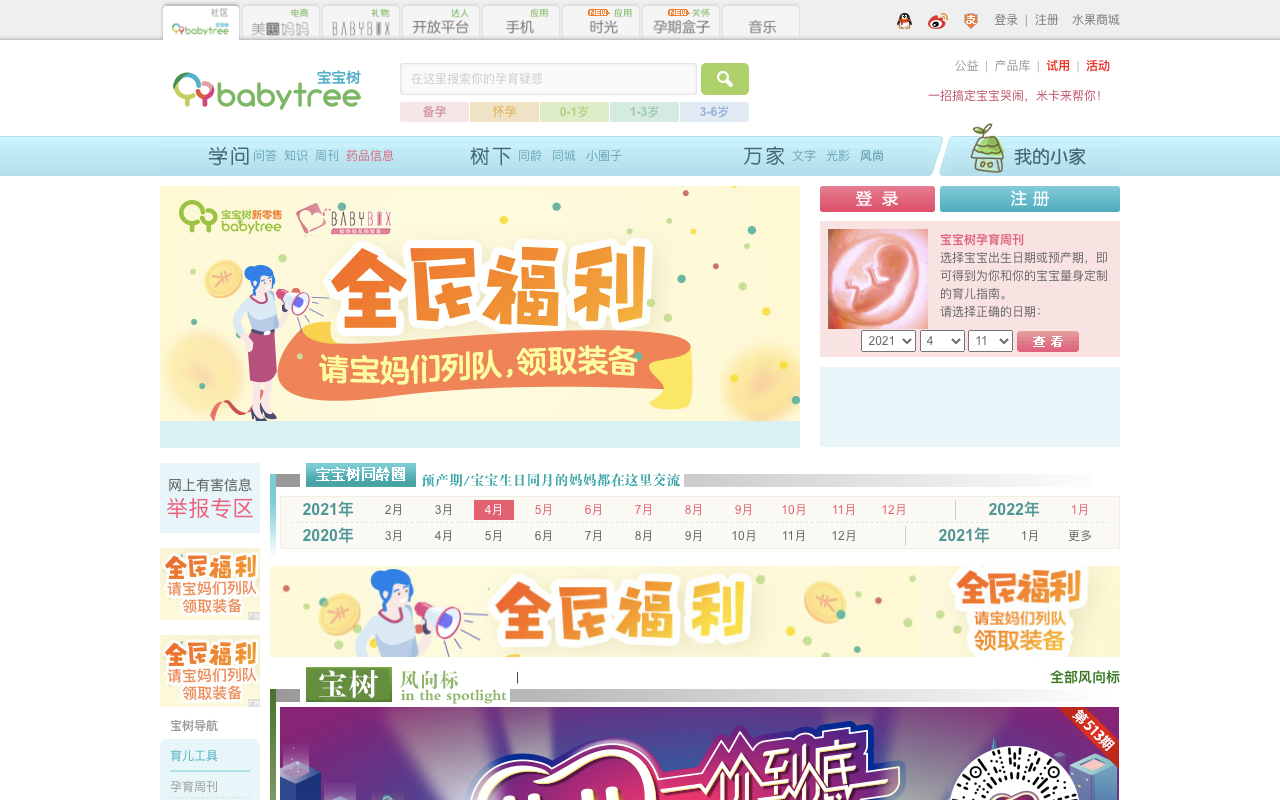 社区
宝宝树
babytree
电商
美国妈妈
礼物
BABYBOX
达人
开放平台
应用
手机
NEW 应用
时光
NEW 关怀
孕期盒子
音乐
登录 | 注册 水果商城
宝宝树
babytree
在这里搜索你的孕育疑惑
备孕 怀孕 0-1岁 1-3岁 3-6岁
公益 | 产品库 | 试用 | 活动
一招搞定宝宝哭闹，米卡来帮你！
学问 问答 知识 周刊 药品信息
树下 同龄 同城 小圈子
万家 文字 光影 风尚
我的小家
宝宝树新零售
babytree
BABYBOX
全民福利
请宝妈们列队,领取装备
登 录
注 册
宝宝树孕育周刊
选择宝宝出生日期或预产期，即
可得到为你和你的宝宝量身定制
的育儿指南。
请选择正确的日期：
2021 4 11 查 看
网上有害信息
举报专区
宝宝树同龄圈 预产期/宝宝生日同月的妈妈都在这里交流
2021年 2月 3月 4月 5月 6月 7月 8月 9月 10月 11月 12月 2022年 1月
2020年 3月 4月 5月 6月 7月 8月 9月 10月 11月 12月 2021年 1月 更多
全民福利
请宝妈们列队
领取装备
广告
全民福利
全民福利
请宝妈们列队
领取装备
全民福利
请宝妈们列队
领取装备
广告
宝树 风向标
in the spotlight
|
全部风向标
宝树导航
育儿工具
孕育周刊
第513期
一价到底